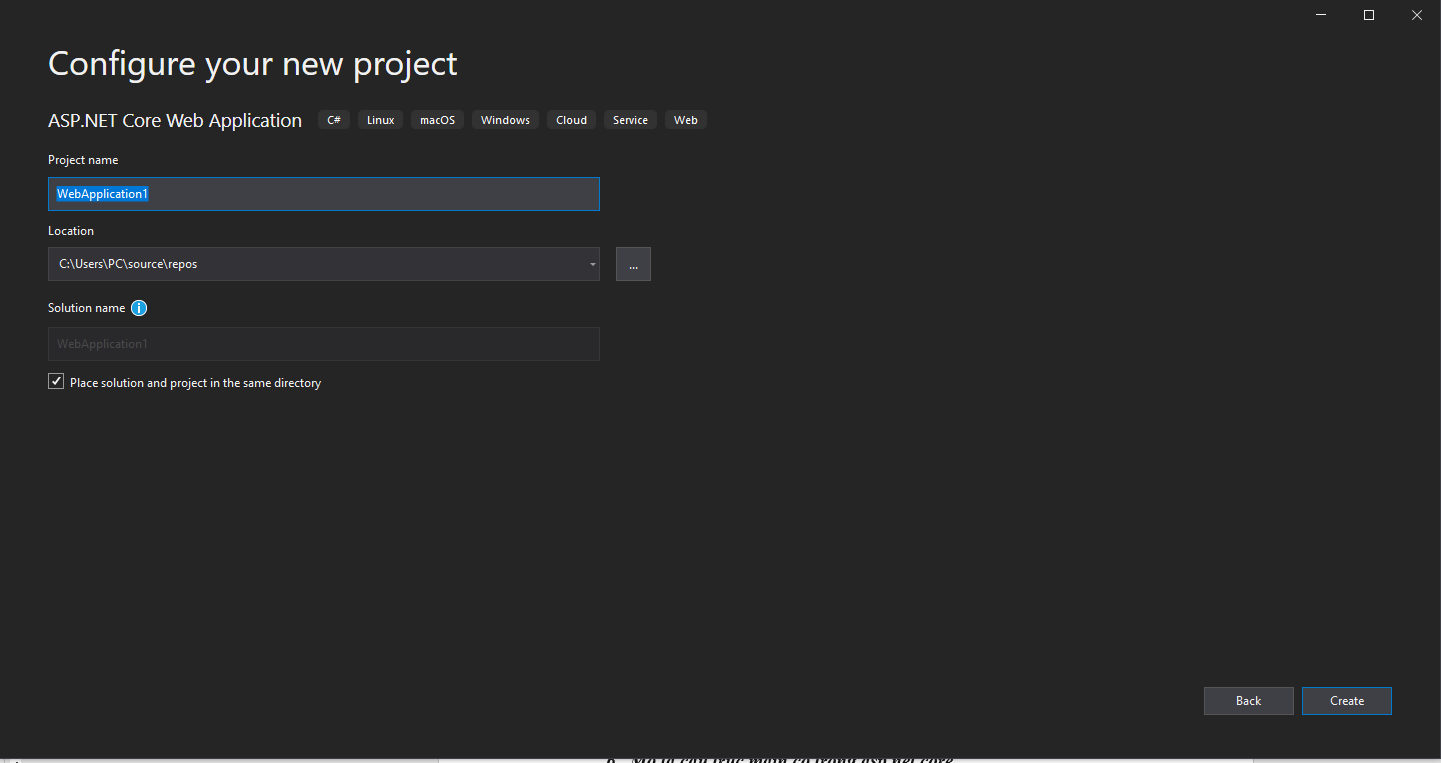 Configure your new project
ASP.NET Core Web Application C# Linux macOS Windows Cloud Service Web
Project name
WebApplication1
Location
C:\Users\PC\source\repos
...
Solution name
WebApplication1
Place solution and project in the same directory
Back Create